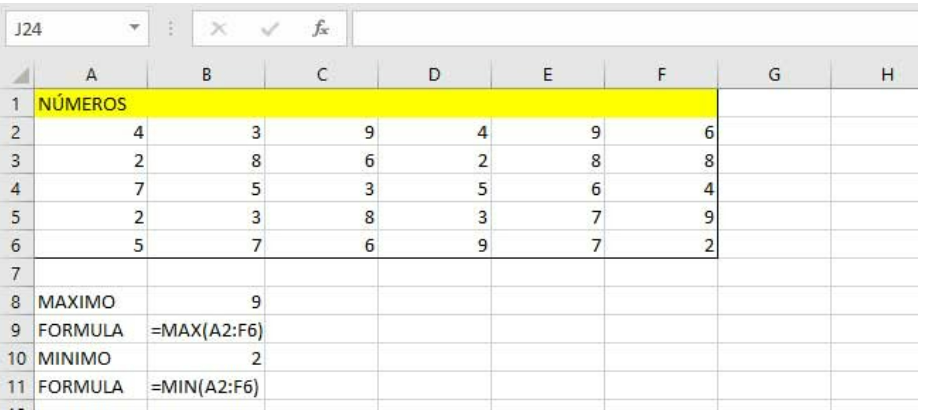 J24 fx
A B C D E F G H
1 NÚMEROS
2 4 3 9 4 9 6
3 2 8 6 2 8 8
4 7 5 3 5 6 4
5 2 3 8 3 7 9
6 5 7 6 9 7 2
7
8 MAXIMO 9
9 FORMULA =MAX(A2:F6)
10 MINIMO 2
11 FORMULA =MIN(A2:F6)